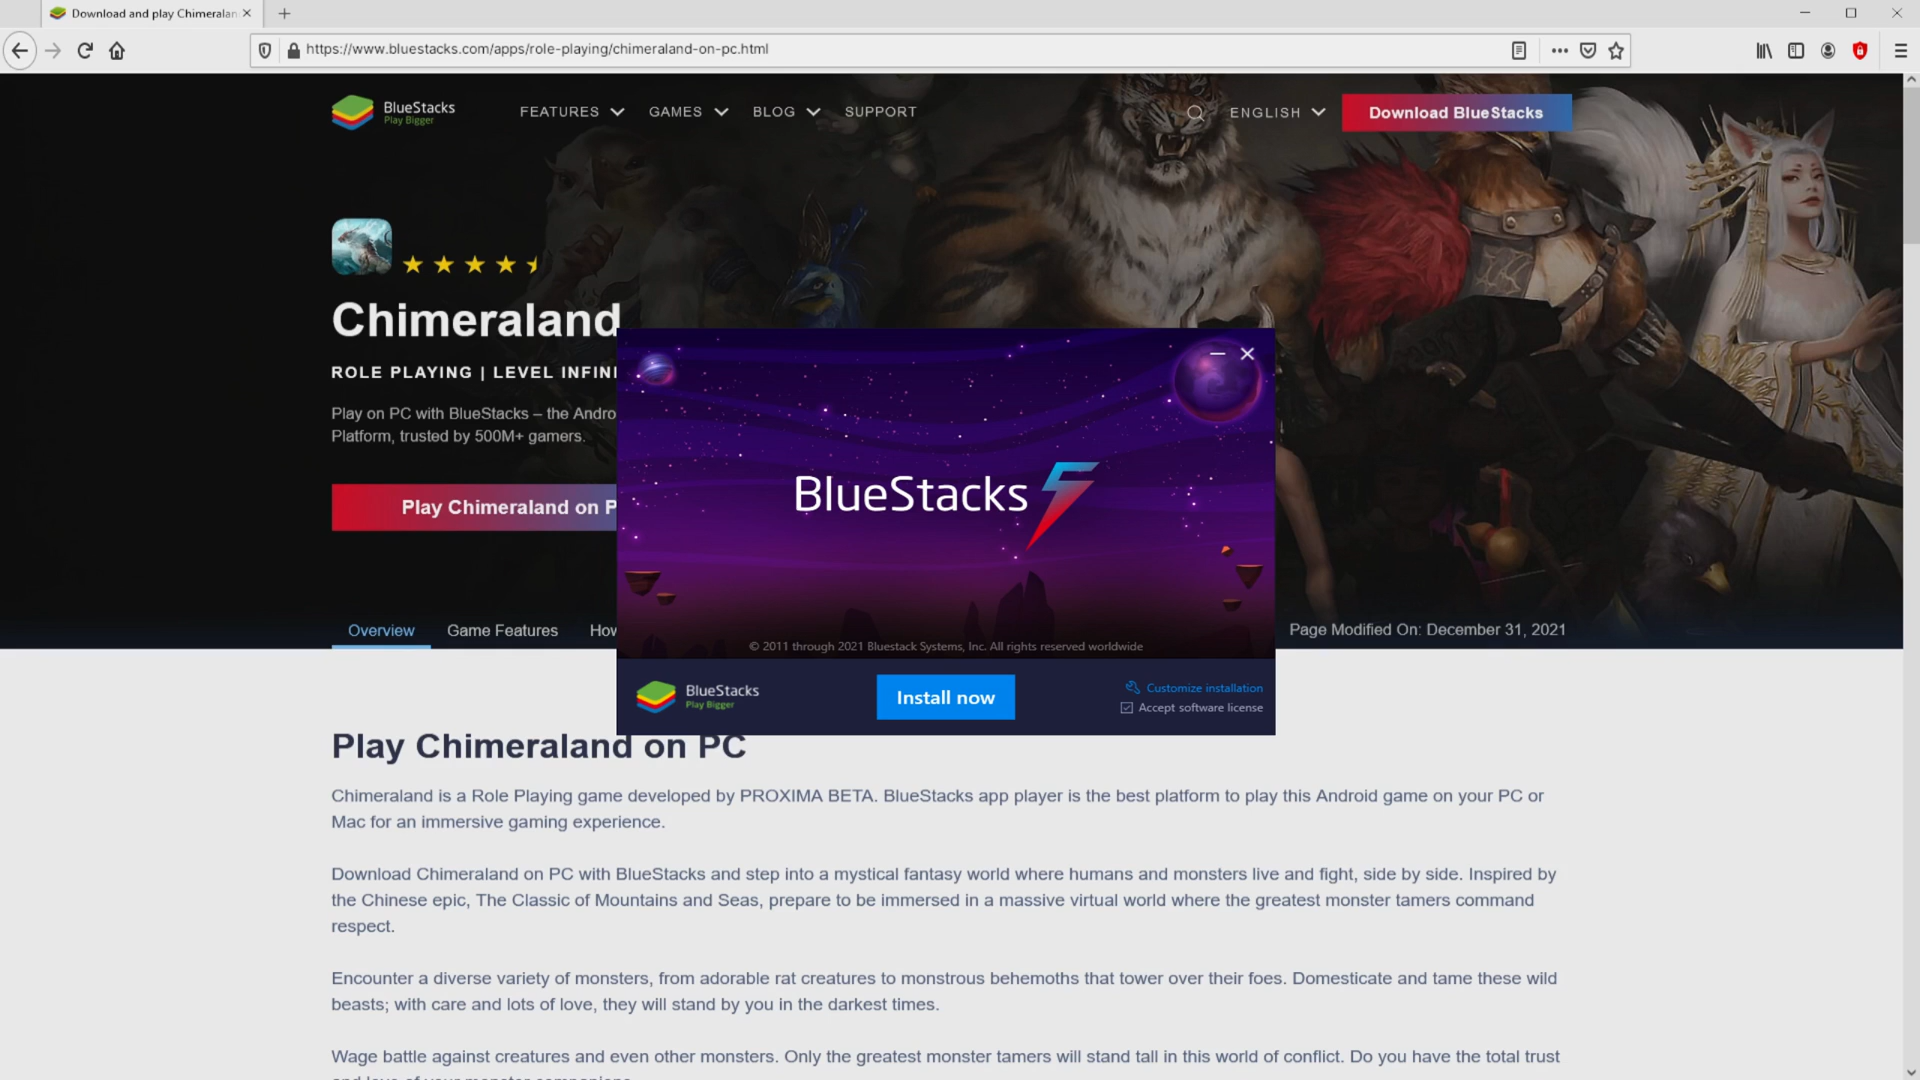 Download and play Chimeralan
https://www.bluestacks.com/apps/role-playing/chimeraland-on-pc.html
BlueStacks
Play Bigger
FEATURES
GAMES
BLOG
SUPPORT
ENGLISH
Download BlueStacks
Chimeraland
ROLE PLAYING | LEVEL INFINI
Play on PC with BlueStacks – the Andro
Platform, trusted by 500M+ gamers.
Play Chimeraland on P
BlueStacks 5
© 2011 through 2021 Bluestack Systems, Inc. All rights reserved worldwide
BlueStacks
Play Bigger
Install now
Customize installation
Accept software license
Overview
Game Features
How
Page Modified On: December 31, 2021
Play Chimeraland on PC
Chimeraland is a Role Playing game developed by PROXIMA BETA. BlueStacks app player is the best platform to play this Android game on your PC or
Mac for an immersive gaming experience.
Download Chimeraland on PC with BlueStacks and step into a mystical fantasy world where humans and monsters live and fight, side by side. Inspired by
the Chinese epic, The Classic of Mountains and Seas, prepare to be immersed in a massive virtual world where the greatest monster tamers command
respect.
Encounter a diverse variety of monsters, from adorable rat creatures to monstrous behemoths that tower over their foes. Domesticate and tame these wild
beasts; with care and lots of love, they will stand by you in the darkest times.
Wage battle against creatures and even other monsters. Only the greatest monster tamers will stand tall in this world of conflict. Do you have the total trust